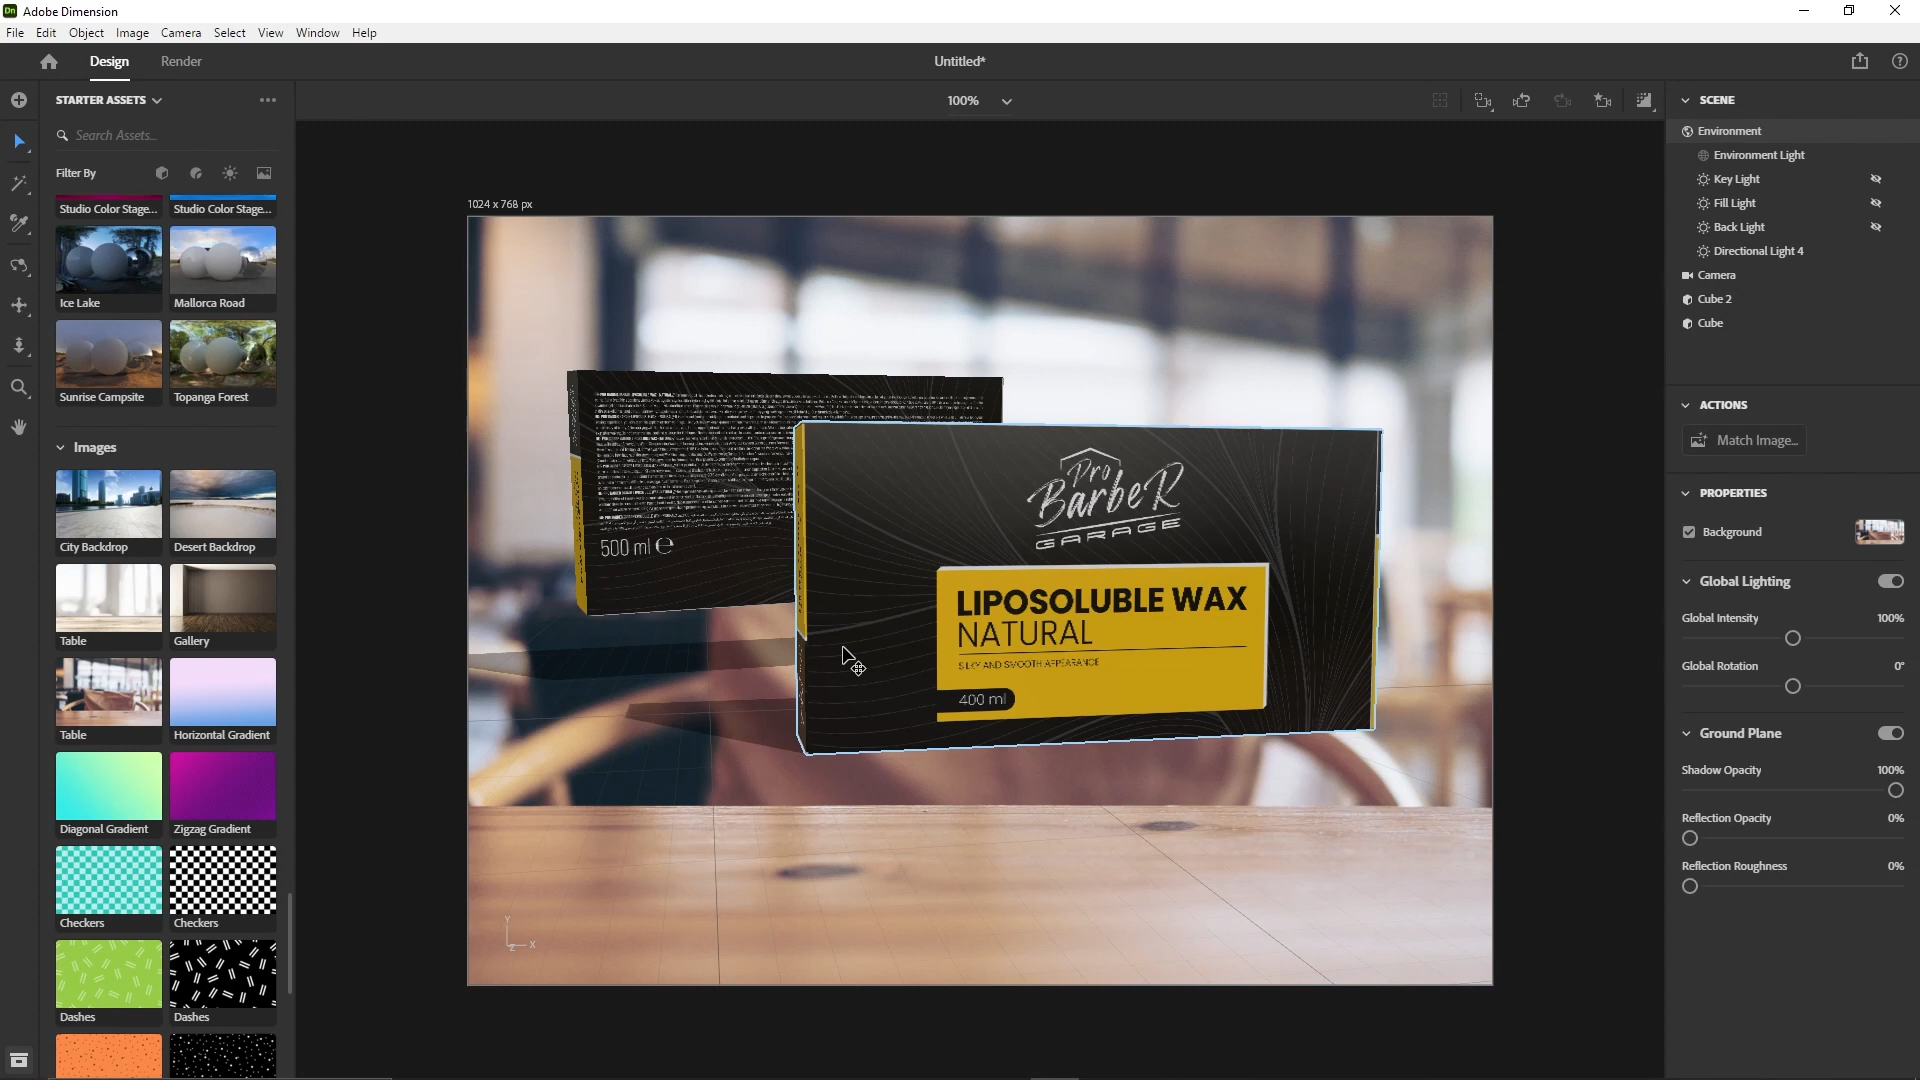 Dn Adobe Dimension
File Edit Object Image Camera Select View Window Help
Design Render Untitled*
STARTER ASSETS 100%
Search Assets...
Filter By
Studio Color Stage... Studio Color Stage...
Ice Lake Mallorca Road
Sunrise Campsite Topanga Forest
Images
City Backdrop Desert Backdrop
Table Gallery
Table Horizontal Gradient
Diagonal Gradient Zigzag Gradient
Checkers Checkers
Dashes Dashes
1024 x 768 px
500 ml ℮
Pro
BarbeR
GARAGE
LIPOSOLUBLE WAX
NATURAL
SILKY AND SMOOTH APPEARANCE
400 ml
Y
Z X
SCENE
Environment
Environment Light
Key Light
Fill Light
Back Light
Directional Light 4
Camera
Cube 2
Cube
ACTIONS
Match Image...
PROPERTIES
Background
Global Lighting
Global Intensity 100%
Global Rotation 0°
Ground Plane
Shadow Opacity 100%
Reflection Opacity 0%
Reflection Roughness 0%